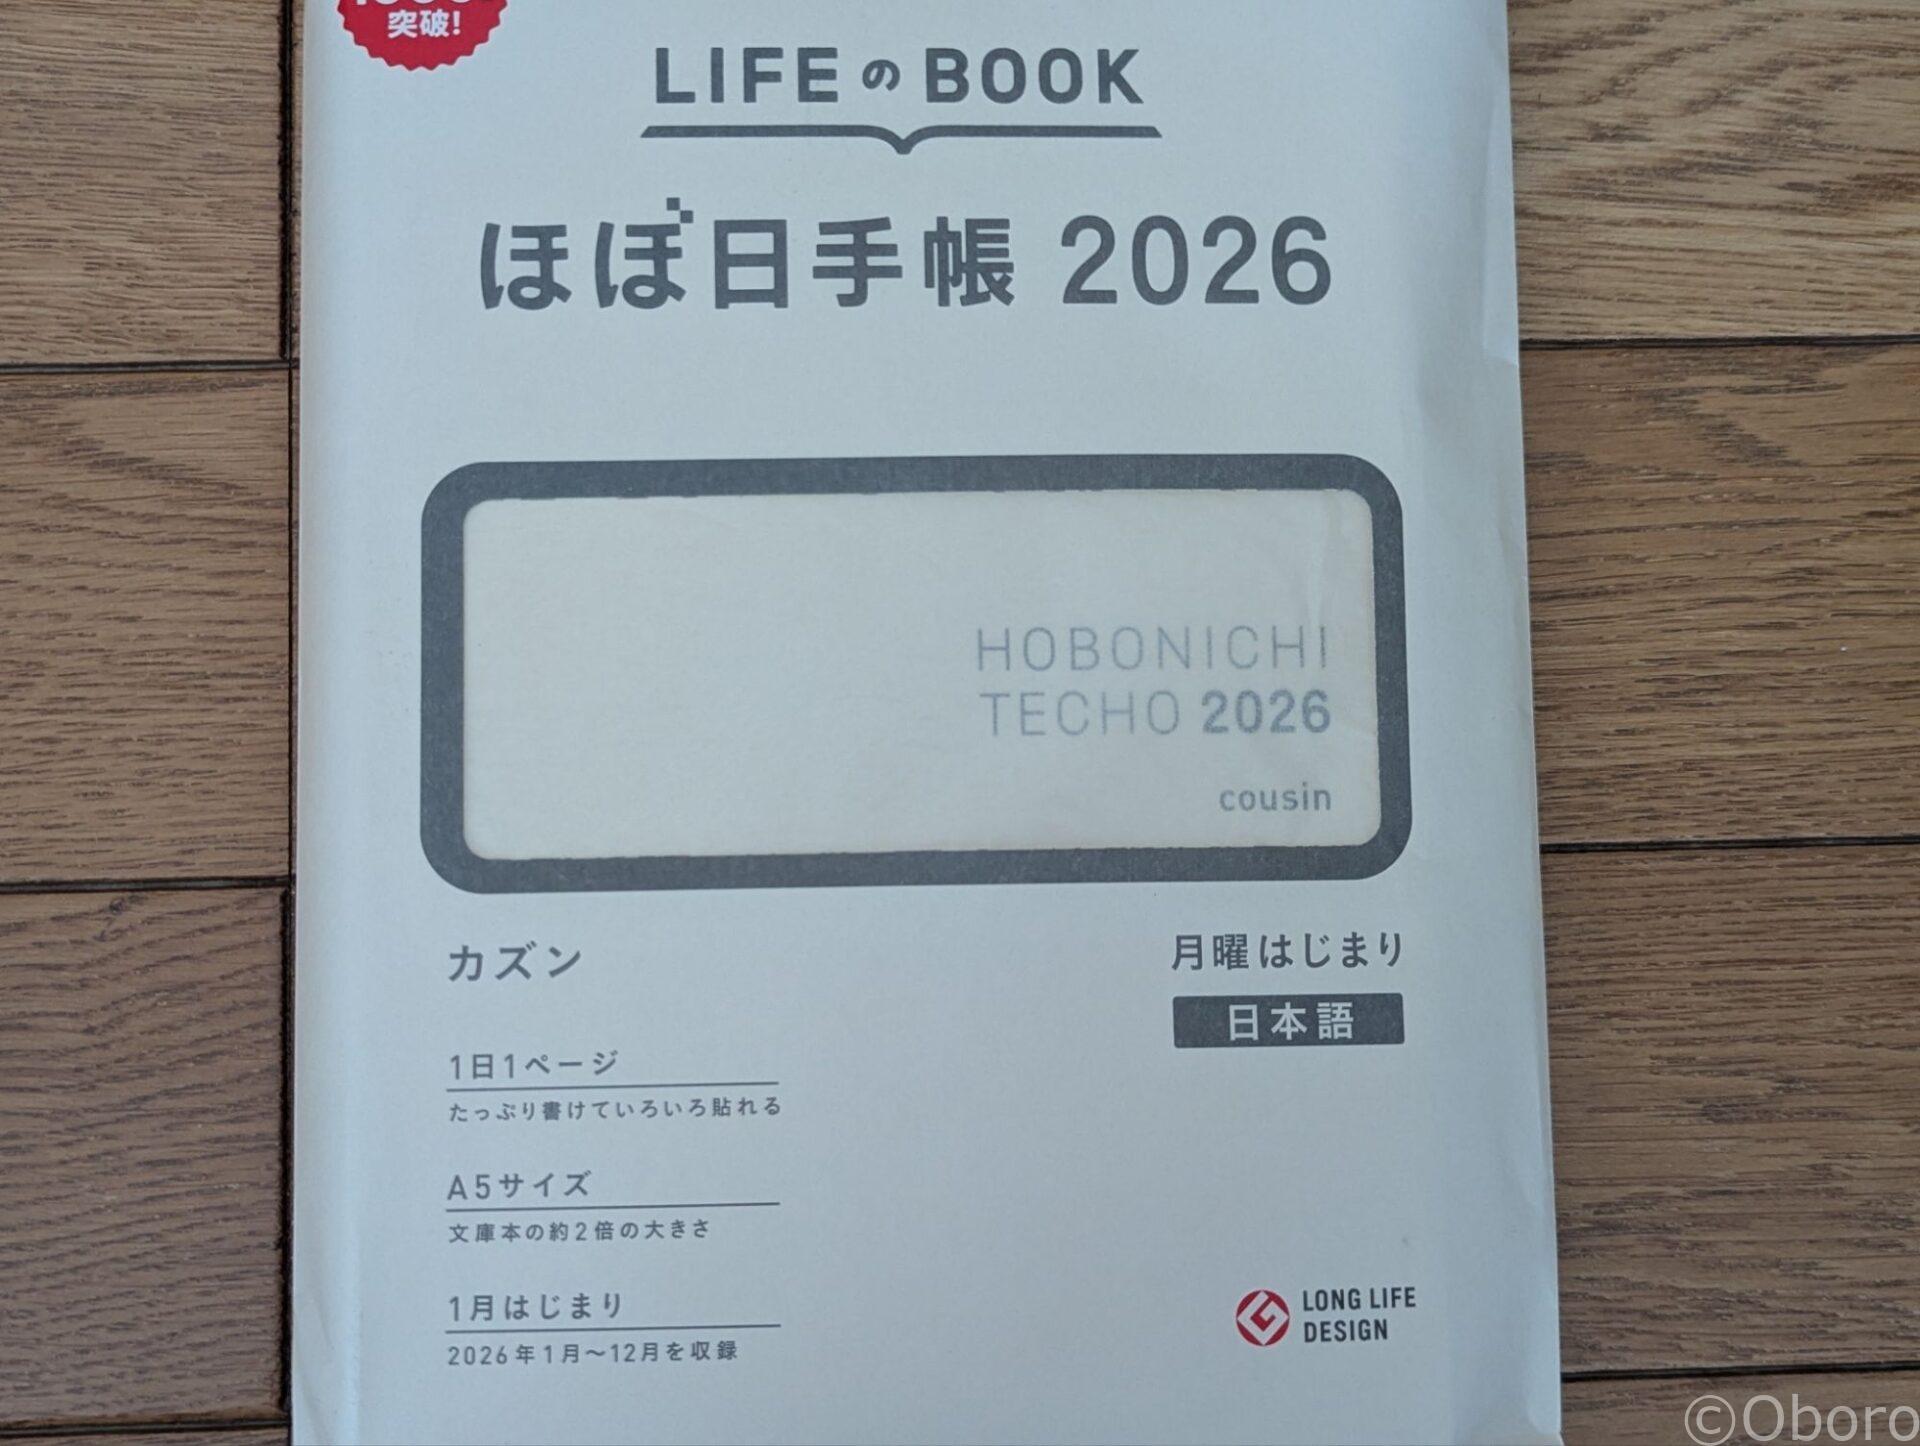 突破!
LIFEのBOOK
ほぼ日手帳 2026
HOBONICHI
TECHO 2026
cousin
カズン
月曜はじまり
日本語
1日1ページ
たっぷり書けていろいろ貼れる
A5サイズ
文庫本の約2倍の大きさ
1月はじまり
2026年1月〜12月を収録
LONG LIFE
DESIGN
©Oboro